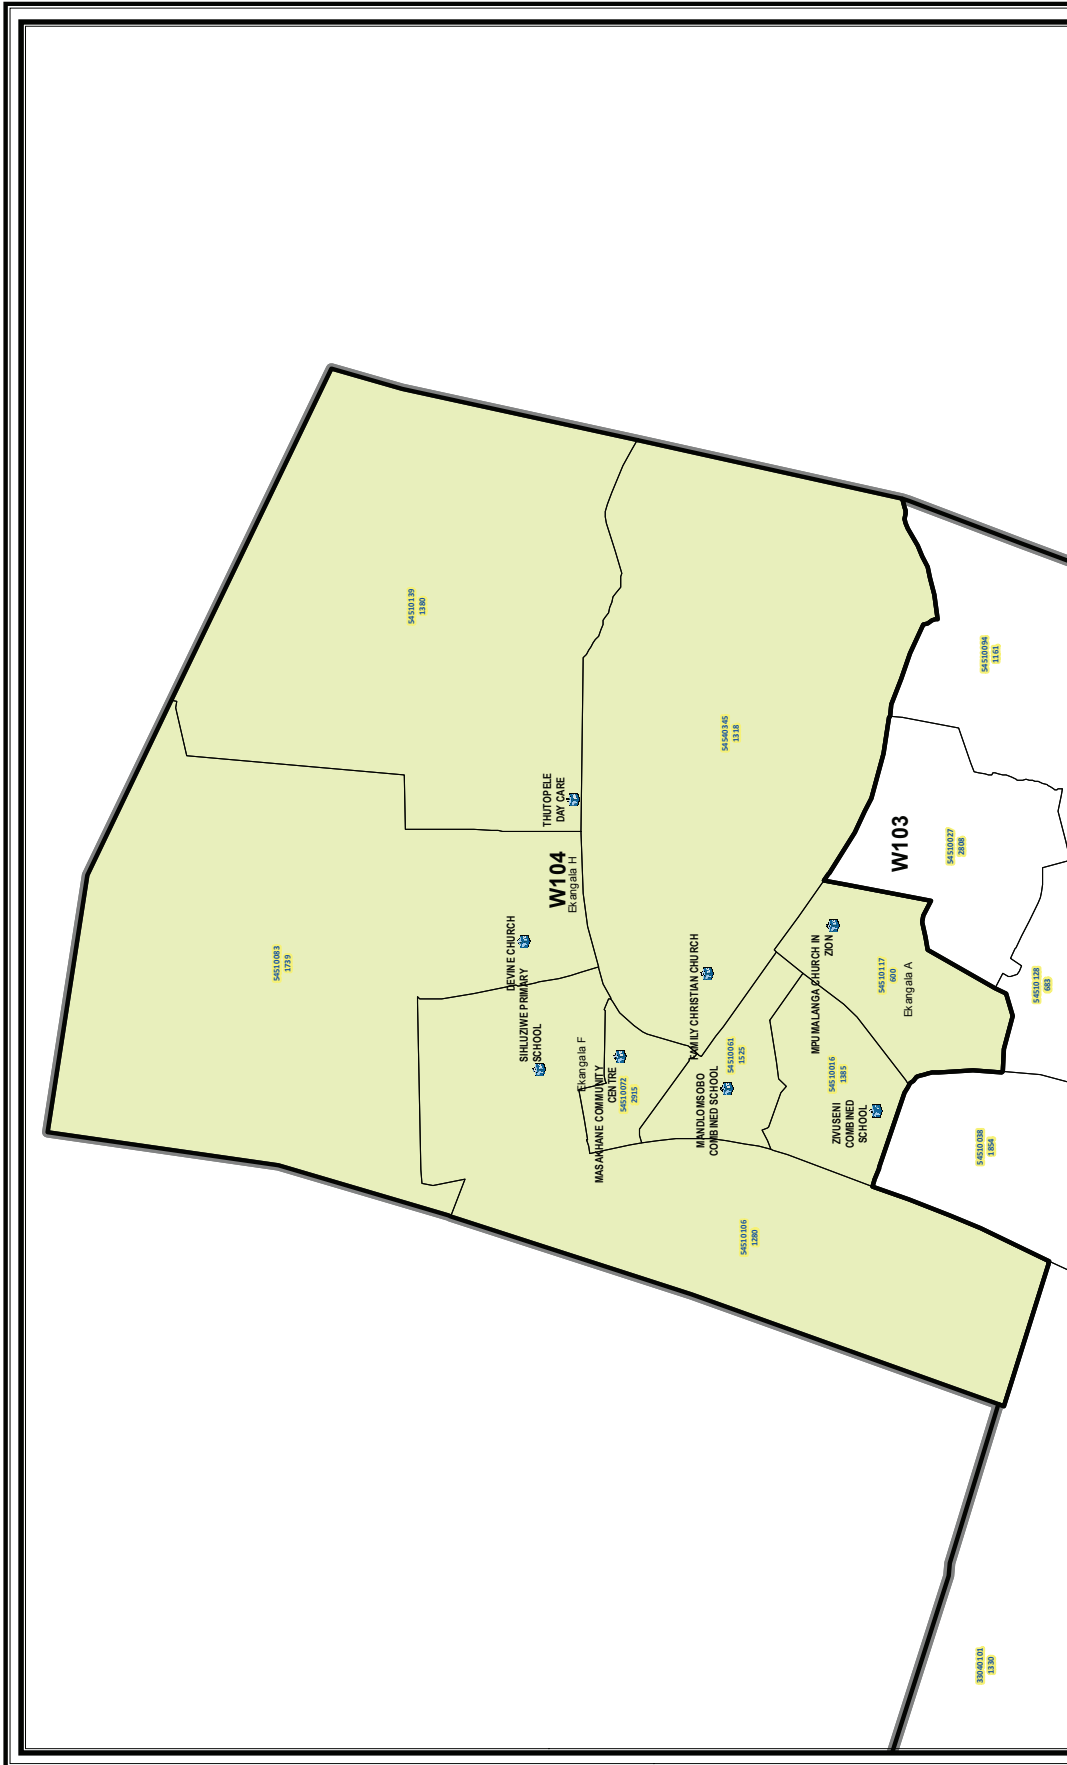 54510139
1380
54510083
1739
THUTOPELE
DAY CARE
W104
Ekangala H
DEVINE CHURCH
SIHLUZIWE PRIMARY
SCHOOL
Ekangala F
MASAKHANE COMMUNITY
CENTRE
54510072
2915
54540345
1318
FAMILY CHRISTIAN CHURCH
54510061
1525
MANDLOMSOBO
COMBINED SCHOOL
MPUMALANGA CHURCH IN
ZION
54510117
600
Ekangala A
54510016
1385
ZIVUSENI
COMBINED
SCHOOL
54510106
1280
W103
54510094
1161
54510027
2808
54510128
683
54510038
1854
33040101
1330